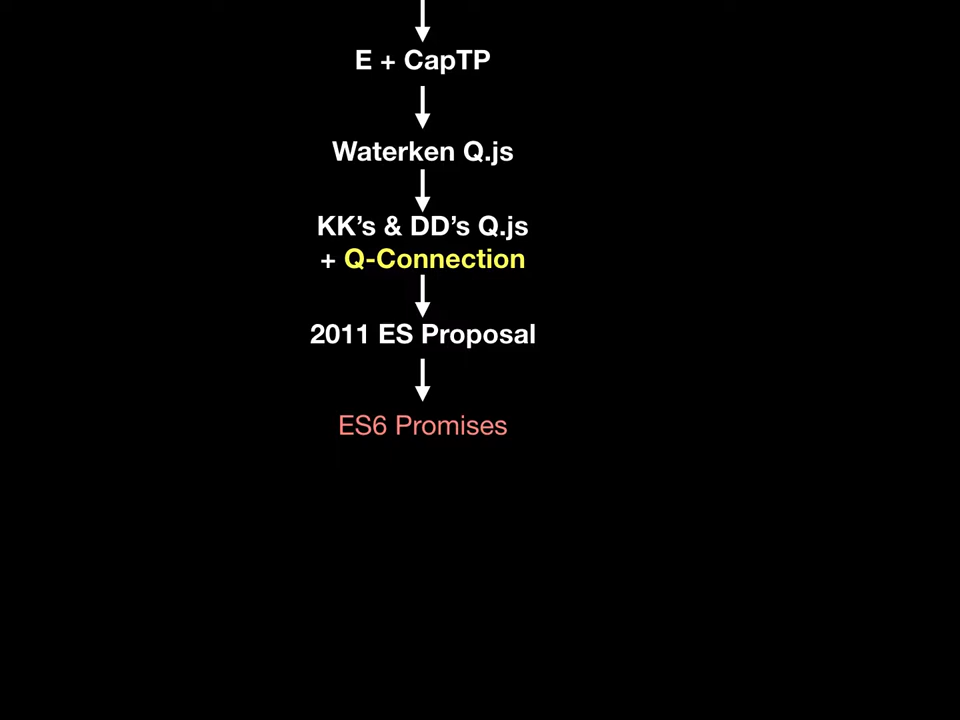 E + CapTP
Waterken Q.js
KK’s & DD’s Q.js
+ Q-Connection
2011 ES Proposal
ES6 Promises